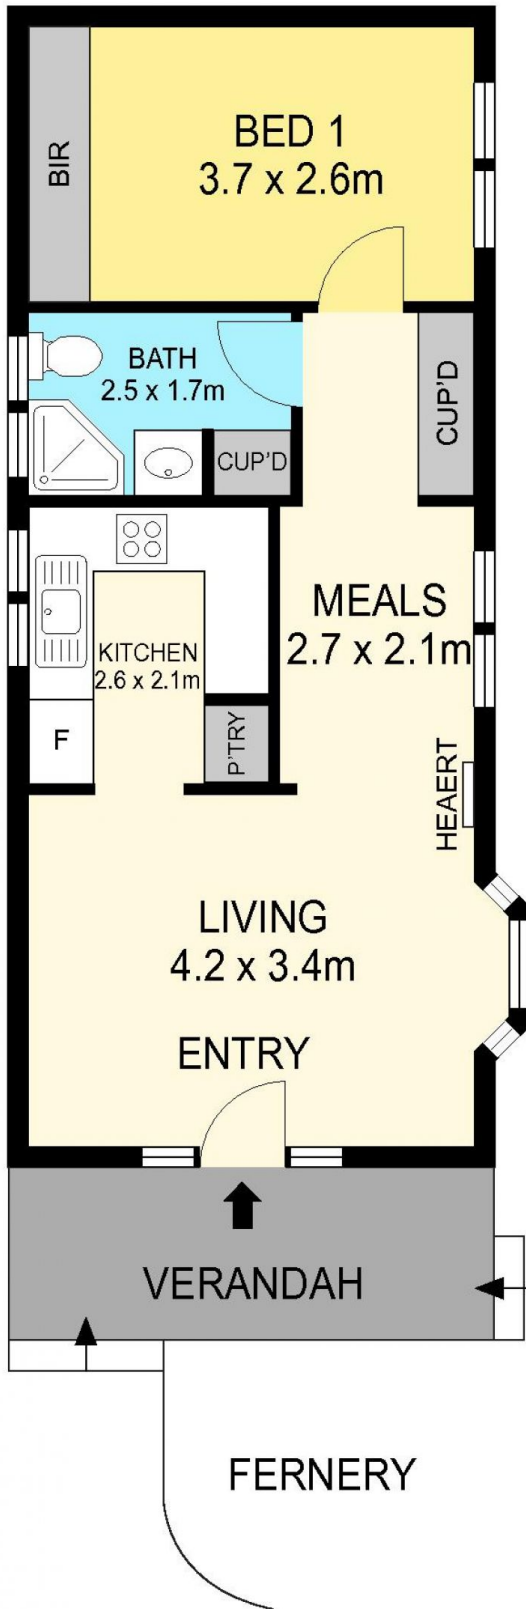 BIR
BED 1
3.7 x 2.6m
BATH
2.5 x 1.7m
CUP'D
CUP'D
MEALS
2.7 x 2.1m
KITCHEN
2.6 x 2.1m
F
P'TRY
HEAERT
LIVING
4.2 x 3.4m
ENTRY
VERANDAH
FERNERY